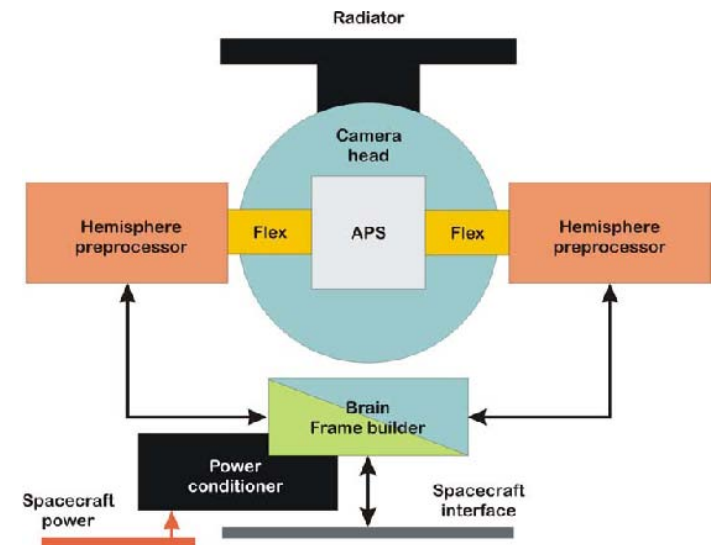 Radiator
Camera
head
Hemisphere
preprocessor
Flex
APS
Flex
Hemisphere
preprocessor
Brain
Frame builder
Power
conditioner
Spacecraft
power
Spacecraft
interface